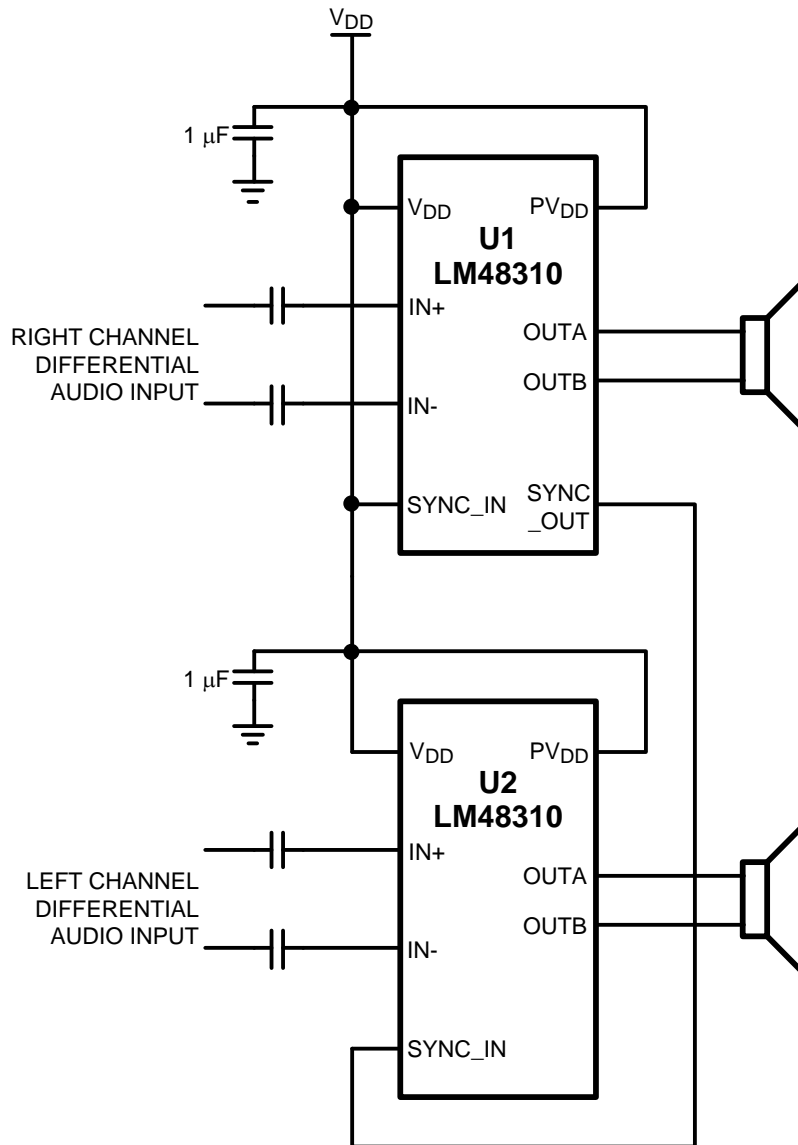 VDD
1 μF
VDD
PVDD
U1
LM48310
IN+
RIGHT CHANNEL
DIFFERENTIAL
AUDIO INPUT
OUTA
OUTB
IN-
SYNC_IN
SYNC
_OUT
1 μF
VDD
PVDD
U2
LM48310
IN+
LEFT CHANNEL
DIFFERENTIAL
AUDIO INPUT
OUTA
OUTB
IN-
SYNC_IN